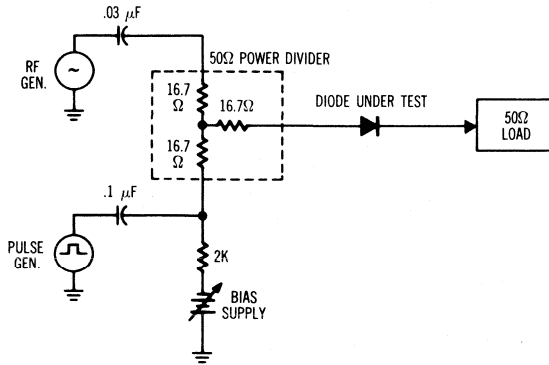 .03 µF
50Ω POWER DIVIDER
RF
GEN.
~
16.7
Ω
16.7Ω
DIODE UNDER TEST
50Ω
LOAD
16.7
Ω
.1 µF
PULSE
GEN.
2K
BIAS
SUPPLY